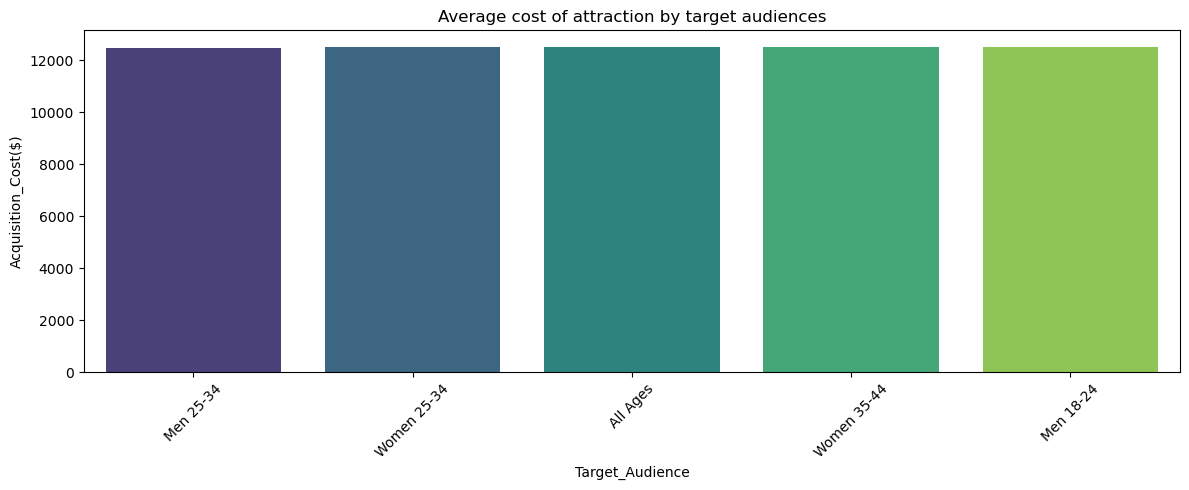 Average cost of attraction by target audiences
Acquisition_Cost($)
12000
10000
8000
6000
4000
2000
0
Men 25-34
Women 25-34
All Ages
Women 35-44
Men 18-24
Target_Audience